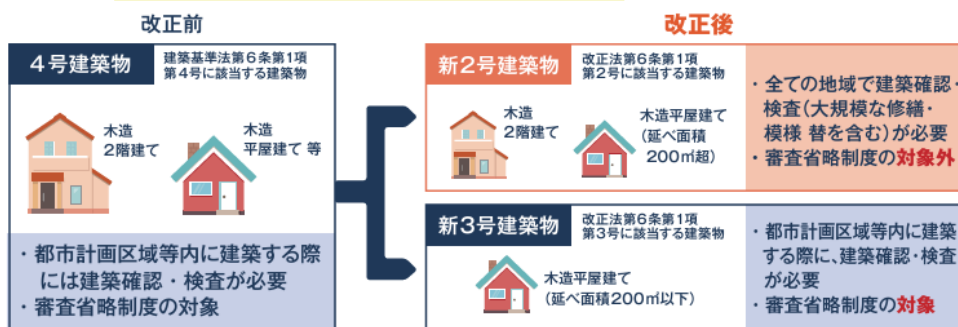 改正前
4号建築物
建築基準法第6条第1項
第4号に該当する建築物
木造
2階建て
木造
平屋建て 等
・都市計画区域等内に建築する際
には建築確認・検査が必要
・審査省略制度の対象
改正後
新2号建築物
改正法第6条第1項
第2号に該当する建築物
木造
2階建て
木造平屋建て
(延べ面積
200㎡超)
・全ての地域で建築確認・
検査(大規模な修繕・
模様 替を含む)が必要
・審査省略制度の対象外
新3号建築物
改正法第6条第1項
第3号に該当する建築物
木造平屋建て
(延べ面積200㎡以下)
・都市計画区域等内に建築
する際に、建築確認・検査
が必要
・審査省略制度の対象